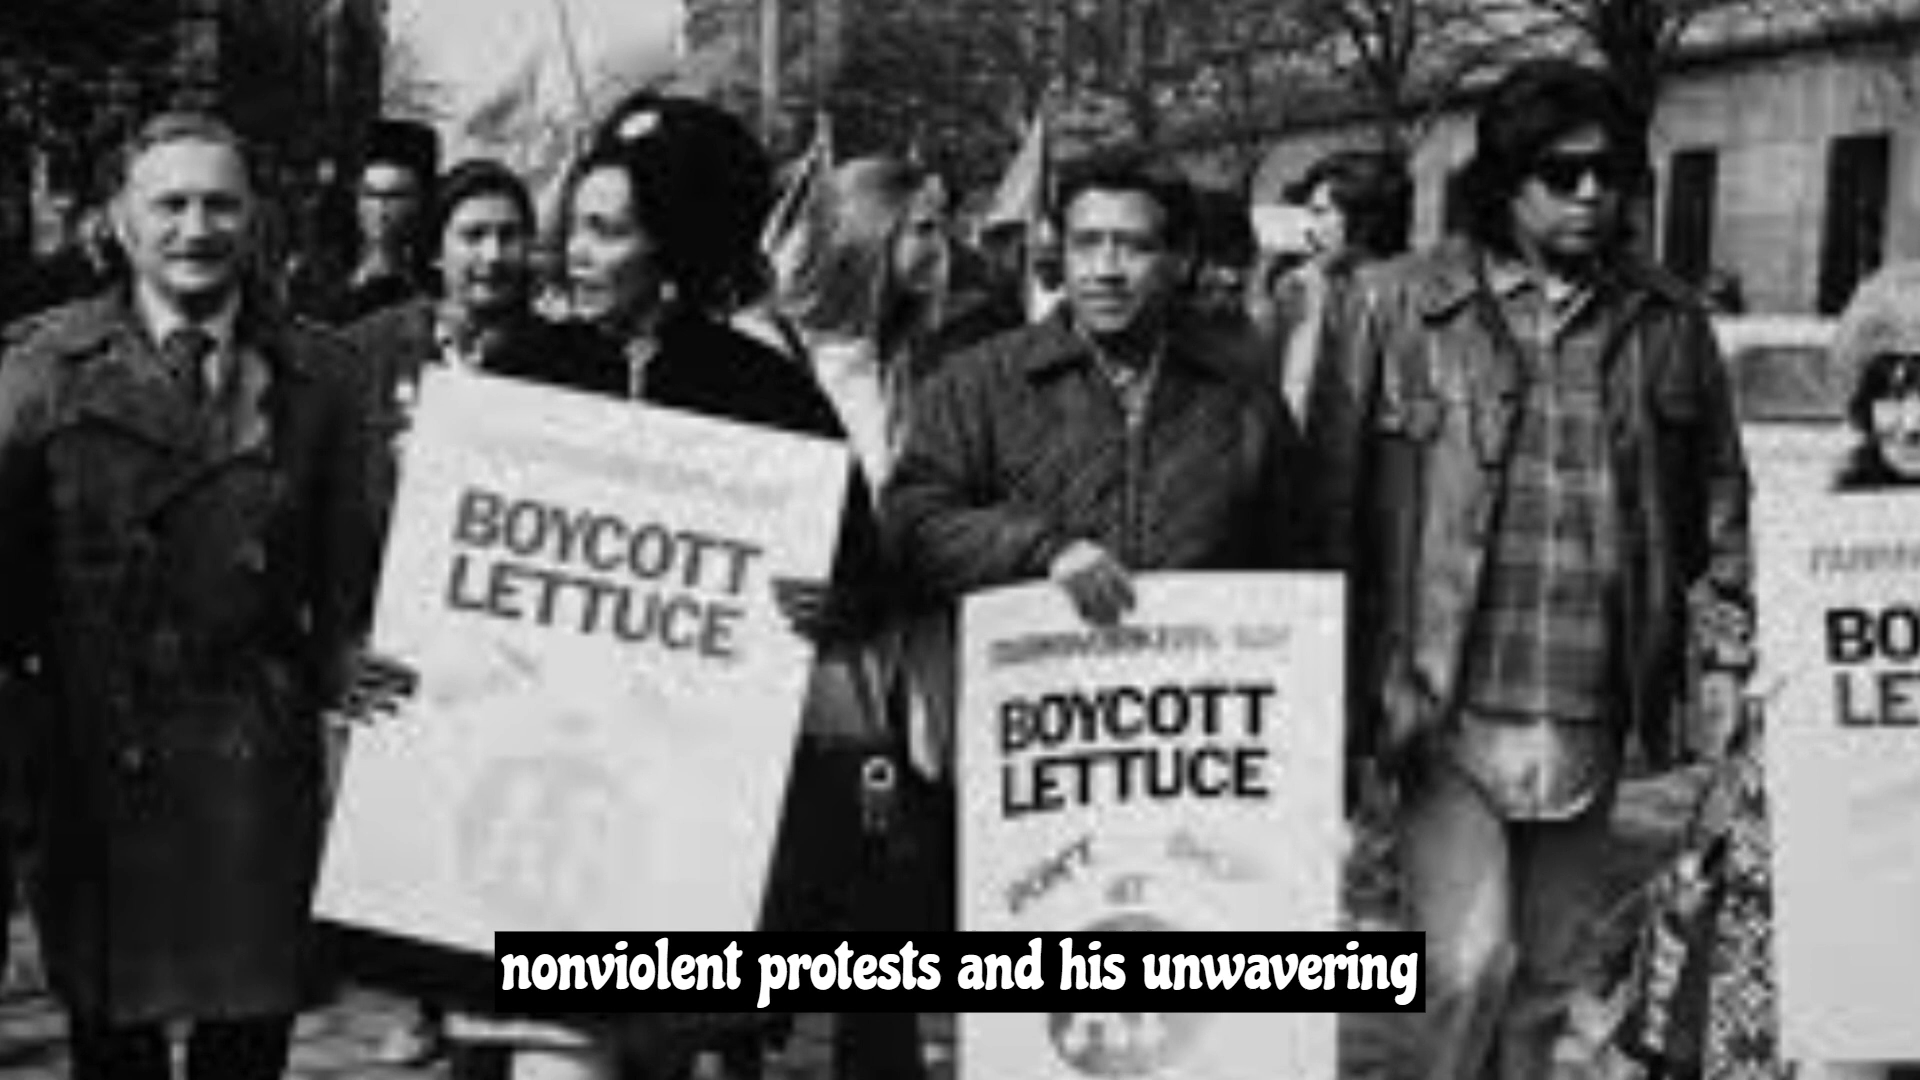 BOYCOTT
LETTUCE
BOYCOTT
LETTUCE
BO
LE
nonviolent protests and his unwavering